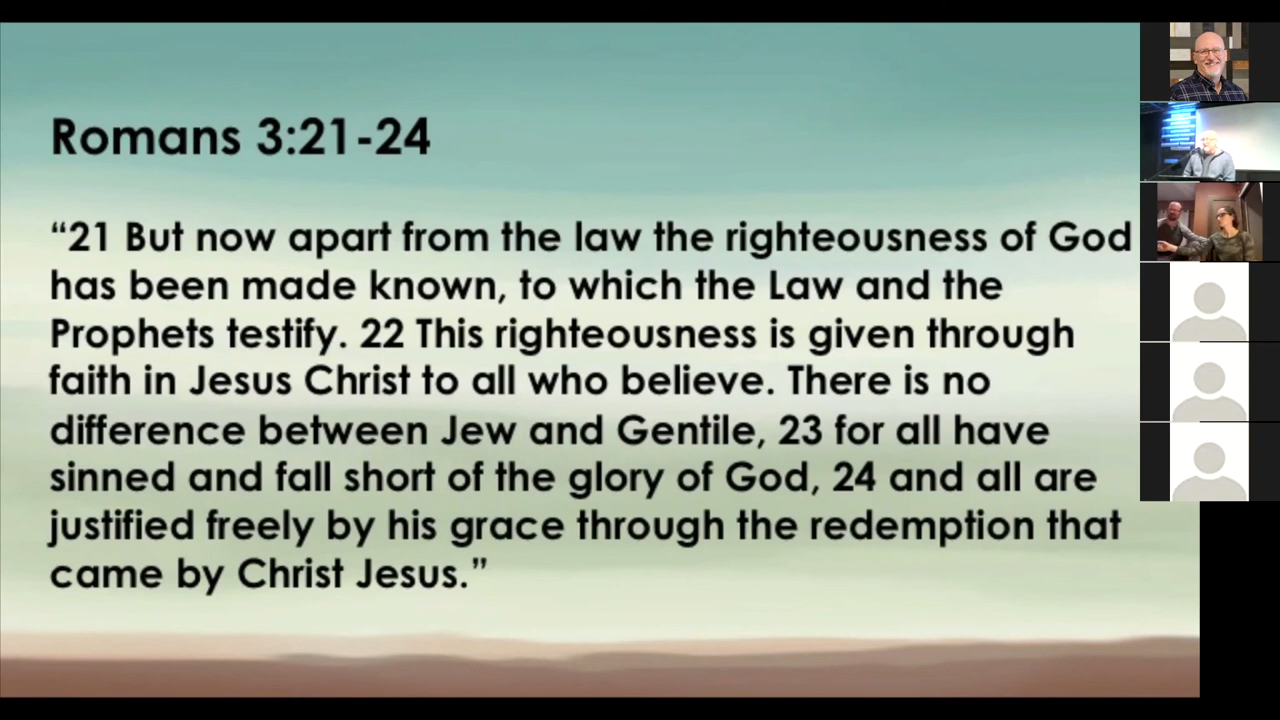 Romans 3:21-24
“21 But now apart from the law the righteousness of God
has been made known, to which the Law and the
Prophets testify. 22 This righteousness is given through
faith in Jesus Christ to all who believe. There is no
difference between Jew and Gentile, 23 for all have
sinned and fall short of the glory of God, 24 and all are
justified freely by his grace through the redemption that
came by Christ Jesus.”